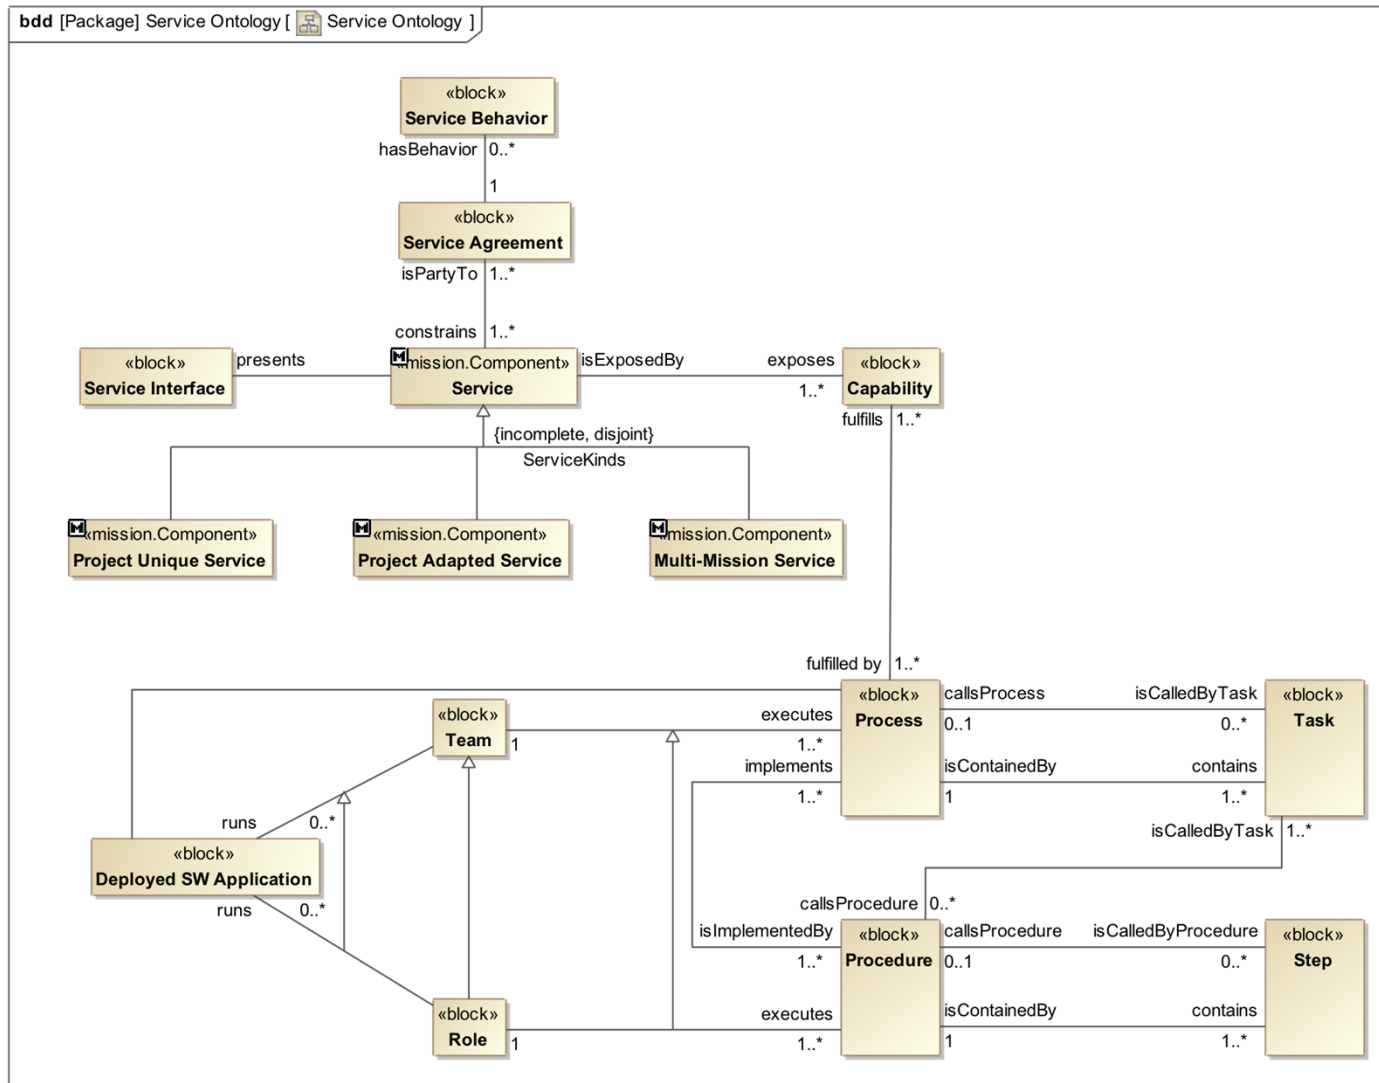 bdd [Package] Service Ontology [ Service Ontology ]
«block»
Service Behavior
hasBehavior 0..*
1
«block»
Service Agreement
isPartyTo 1..*
constrains 1..*
«block»
Service Interface
presents
M
«mission.Component»
Service
isExposedBy
exposes
1..*
«block»
Capability
fulfills 1..*
{incomplete, disjoint}
ServiceKinds
M
«mission.Component»
Project Unique Service
M
«mission.Component»
Project Adapted Service
M
«mission.Component»
Multi-Mission Service
fulfilled by 1..*
«block»
Team
1
executes
1..*
implements
1..*
«block»
Process
callsProcess
0..1
isCalledByTask
0..*
isContainedBy
1
contains
1..*
«block»
Task
isCalledByTask 1..*
runs 0..*
«block»
Deployed SW Application
runs 0..*
callsProcedure 0..*
isImplementedBy
1..*
«block»
Procedure
callsProcedure
0..1
isCalledByProcedure
0..*
«block»
Step
«block»
Role
1
executes
1..*
isContainedBy
1
contains
1..*